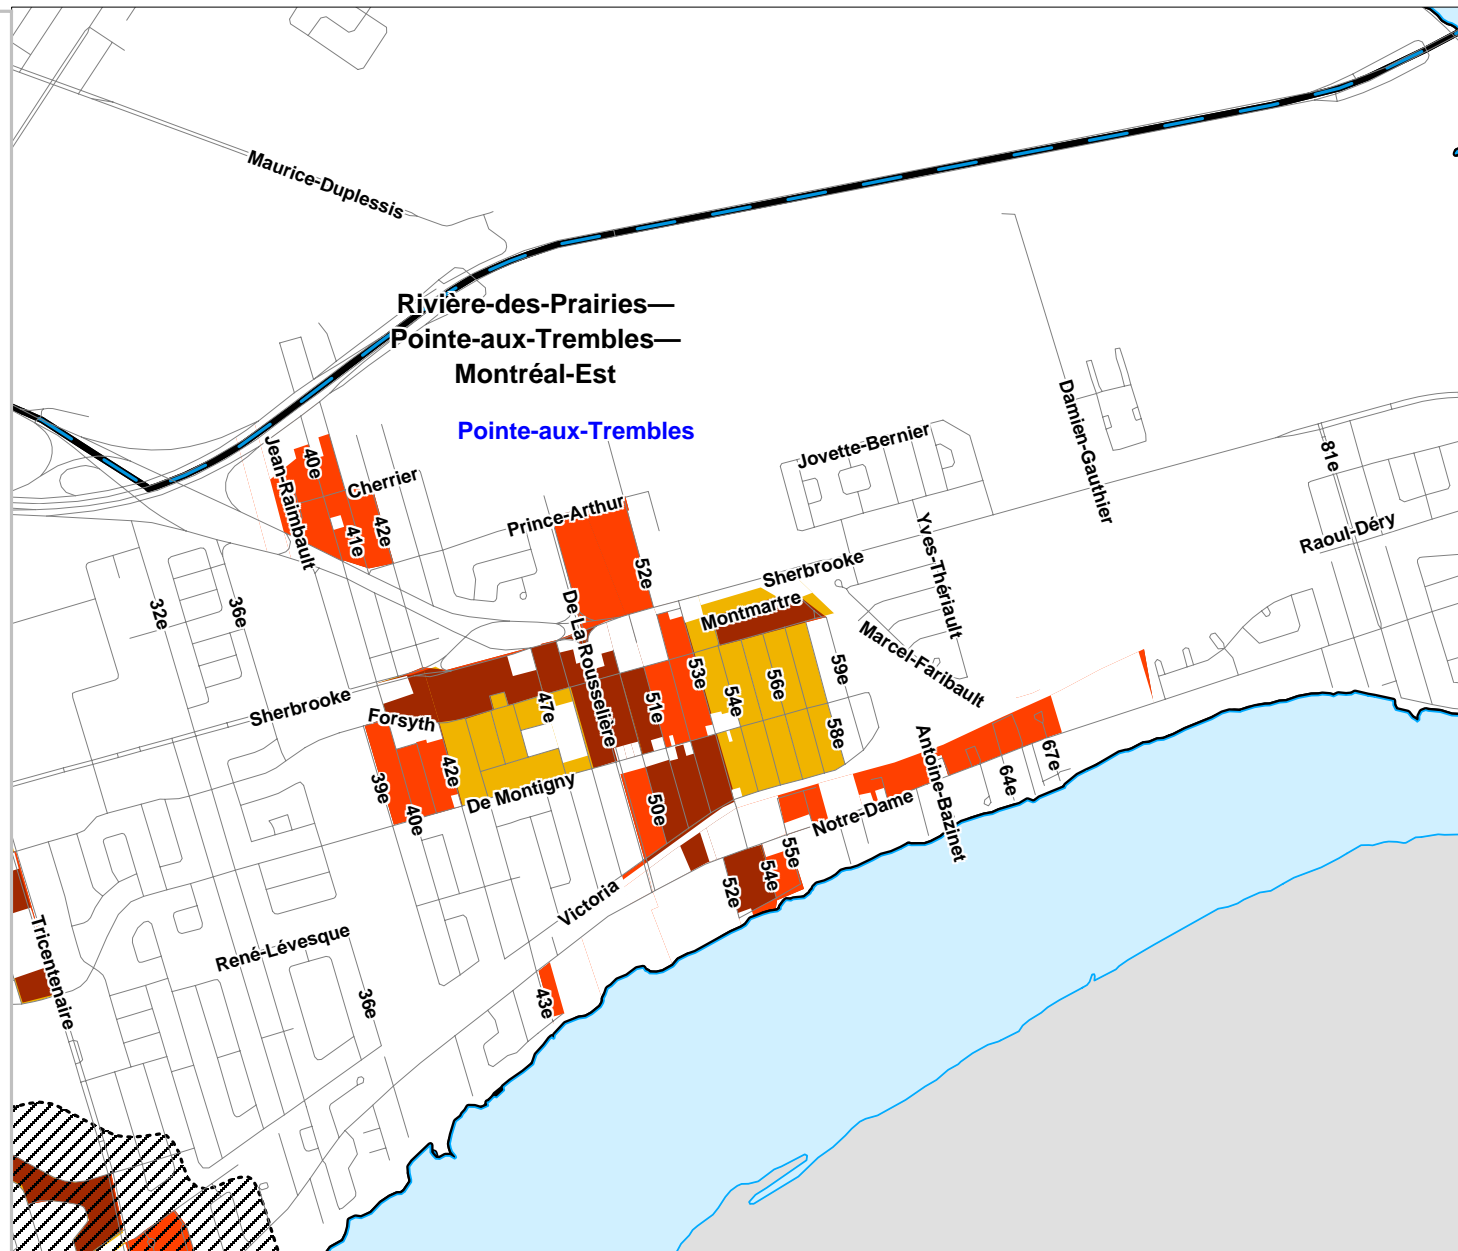 Maurice-Duplessis
Rivière-des-Prairies—
Pointe-aux-Trembles—
Montréal-Est
Pointe-aux-Trembles
Jean-Raimbault
40e
Cherrier
41e
42e
Prince-Arthur
52e
Jovette-Bernier
Damien-Gauthier
81e
Raoul-Déry
Yves-Thériault
Sherbrooke
Montmartre
Marcel-Faribault
32e
36e
De La Rousselière
Sherbrooke
Forsyth
47e
51e
53e
54e
56e
59e
58e
39e
40e
42e
De Montigny
50e
Notre-Dame
Antoine-Bazinet
64e
67e
55e
54e
52e
Victoria
Tricentenaire
René-Lévesque
36e
43e